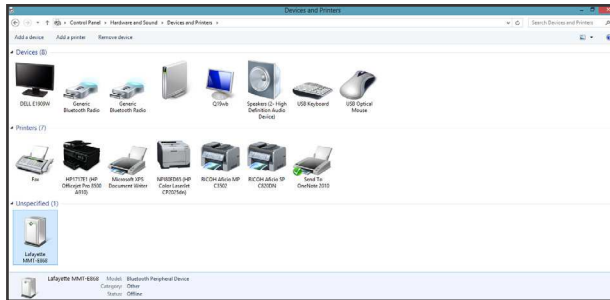 Devices and Printers
Control Panel ▸ Hardware and Sound ▸ Devices and Printers ▸
Search Devices and Printers
Add a device Add a printer Remove device
Devices (8)
DELL E1909W
Generic Bluetooth Radio
Generic Bluetooth Radio
Q19wb
Speakers (2- High Definition Audio Device)
USB Keyboard
USB Optical Mouse
Printers (7)
Fax
HP1717E1 (HP Officejet Pro 8500 A910)
Microsoft XPS Document Writer
(HP Color LaserJet CP2025dn)
RICOH Aficio MP C3502
RICOH Aficio SP C820DN
Send To OneNote 2010
Unspecified (1)
Lafayette MMT-E868
Lafayette MMT-E868 Model: Bluetooth Peripheral Device
Category: Other
Status: Offline